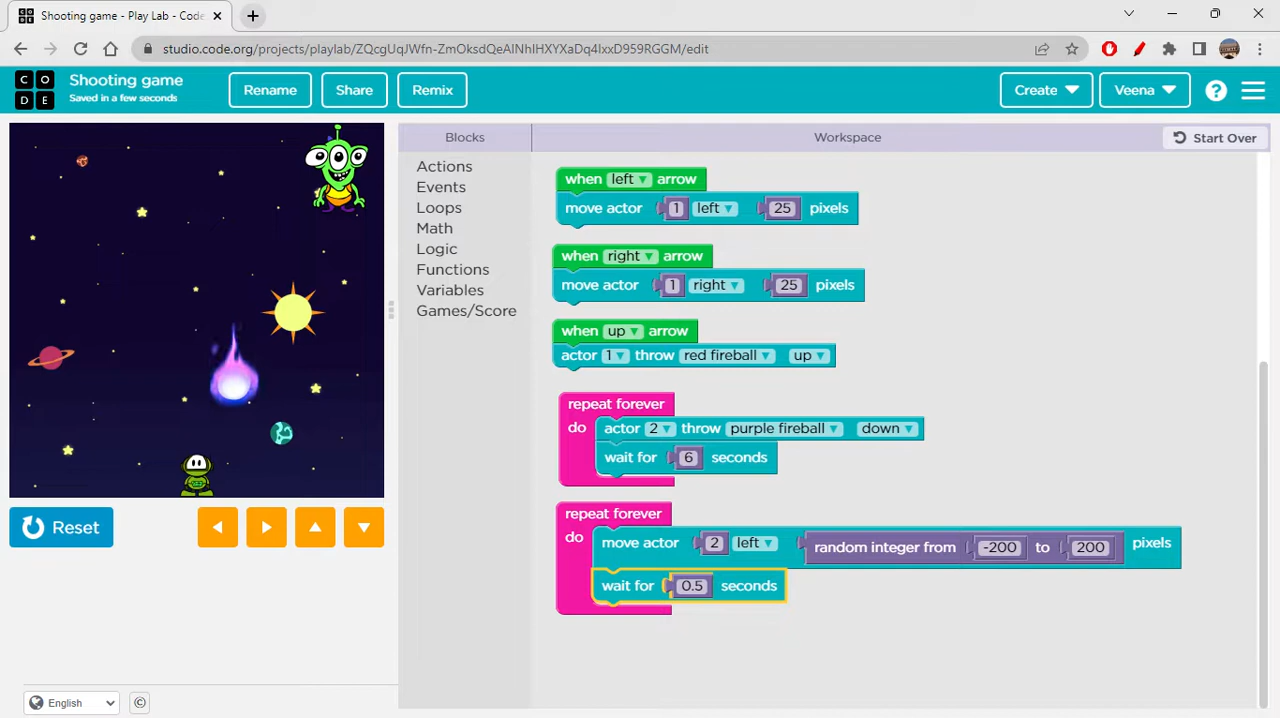 Shooting game - Play Lab - Code
studio.code.org/projects/playlab/ZQcgUqJWfn-ZmOksdQeAlNhIHXYXaDq4IxxD959RGGM/edit
C O D E
Shooting game
Saved in a few seconds
Rename
Share
Remix
Create
Veena
?
Blocks
Workspace
Start Over
Actions
Events
Loops
Math
Logic
Functions
Variables
Games/Score
when left arrow
move actor 1 left 25 pixels
when right arrow
move actor 1 right 25 pixels
when up arrow
actor 1 throw red fireball up
repeat forever
do actor 2 throw purple fireball down
wait for 6 seconds
repeat forever
do move actor 2 left random integer from -200 to 200 pixels
wait for 0.5 seconds
Reset
English
©